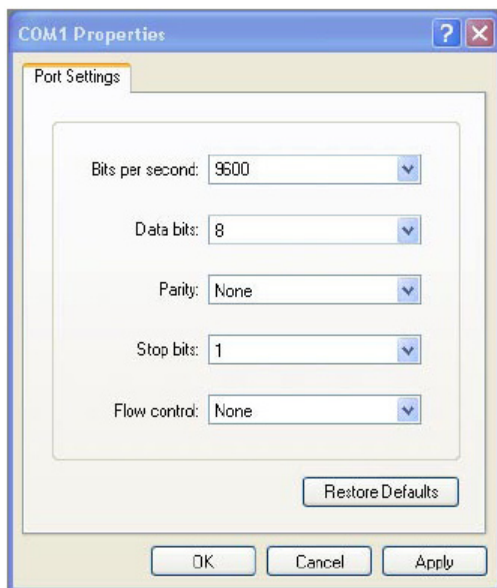 COM1 Properties
Port Settings
Bits per second: 9600
Data bits: 8
Parity: None
Stop bits: 1
Flow control: None
Restore Defaults
OK Cancel Apply